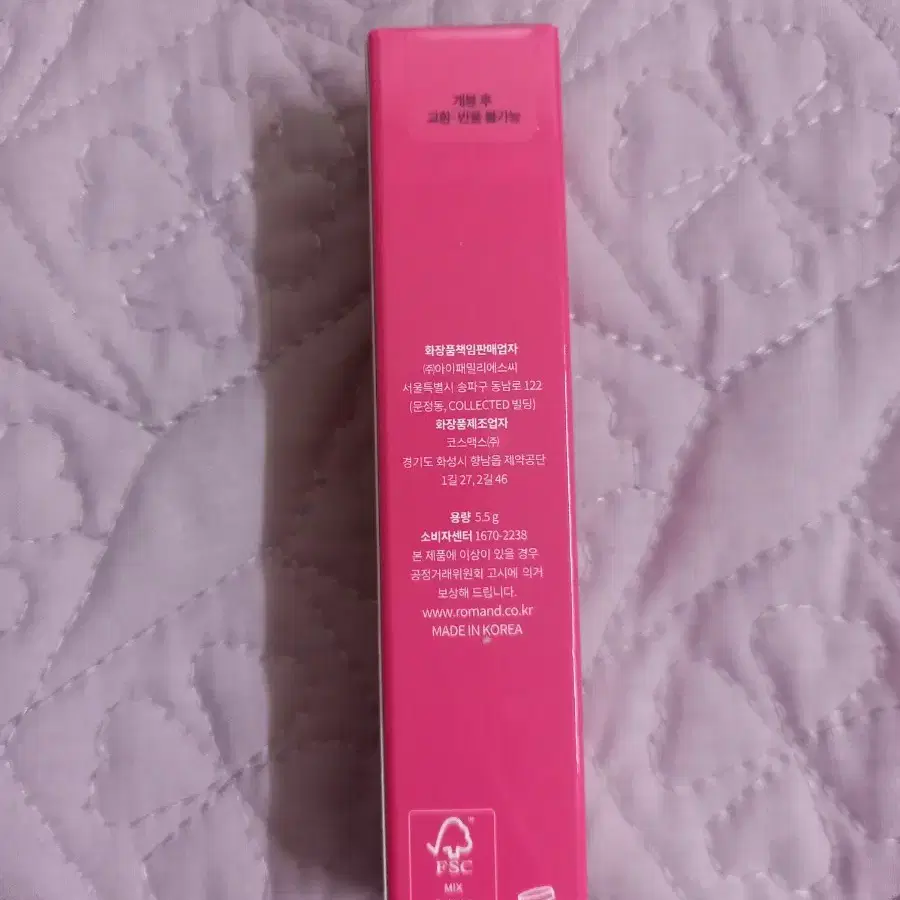 개봉 후
교환·반품 불가능
화장품책임판매업자
㈜아이패밀리에스씨
서울특별시 송파구 동남로 122
(문정동, COLLECTED 빌딩)
화장품제조업자
코스맥스㈜
경기도 화성시 향남읍 제약공단
1길 27, 2길 46
용량 5.5 g
소비자센터 1670-2238
본 제품에 이상이 있을 경우
공정거래위원회 고시에 의거
보상해 드립니다.
www.romand.co.kr
MADE IN KOREA
FSC
MIX